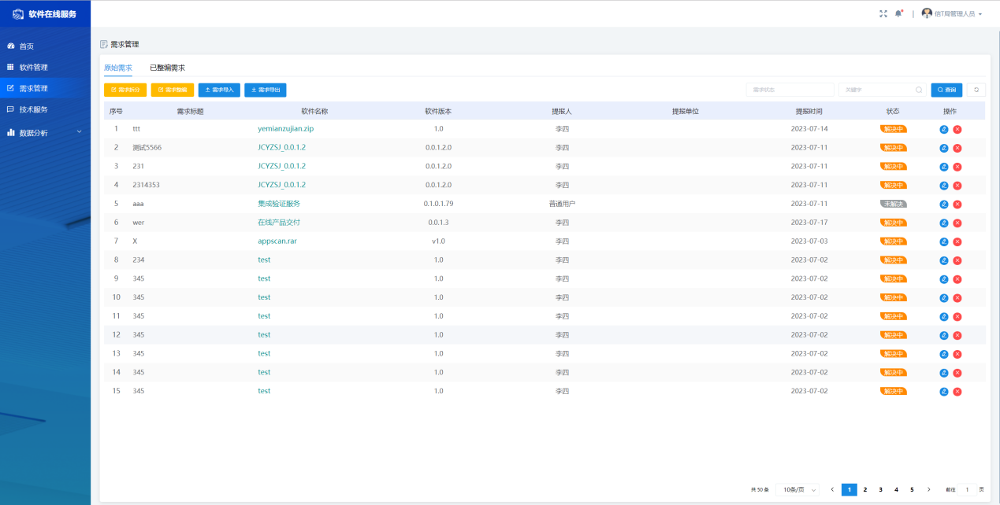 软件在线服务
信IT局管理人员
首页
软件管理
需求管理
技术服务
数据分析
需求管理
原始需求 已整编需求
需求拆分 需求整编 需求导入 需求导出 需求状态 关键字 查询
序号 需求标题 软件名称 软件版本 提报人 提报单位 提报时间 状态 操作
1 ttt yemianzujian.zip 1.0 李四 2023-07-14 解决中
2 测试5566 JCYZSJ_0.0.1.2 0.0.1.2.0 李四 2023-07-11 解决中
3 231 JCYZSJ_0.0.1.2 0.0.1.2.0 李四 2023-07-11 解决中
4 2314353 JCYZSJ_0.0.1.2 0.0.1.2.0 李四 2023-07-11 解决中
5 aaa 集成验证服务 0.1.0.1.79 普通用户 2023-07-11 未解决
6 wer 在线产品交付 0.0.1.3 李四 2023-07-17 解决中
7 X appscan.rar v1.0 李四 2023-07-03 解决中
8 234 test 1.0 李四 2023-07-02 解决中
9 345 test 1.0 李四 2023-07-02 解决中
10 345 test 1.0 李四 2023-07-02 解决中
11 345 test 1.0 李四 2023-07-02 解决中
12 345 test 1.0 李四 2023-07-02 解决中
13 345 test 1.0 李四 2023-07-02 解决中
14 345 test 1.0 李四 2023-07-02 解决中
15 345 test 1.0 李四 2023-07-02 解决中
共 50 条 10条/页 1 2 3 4 5 前往 1 页